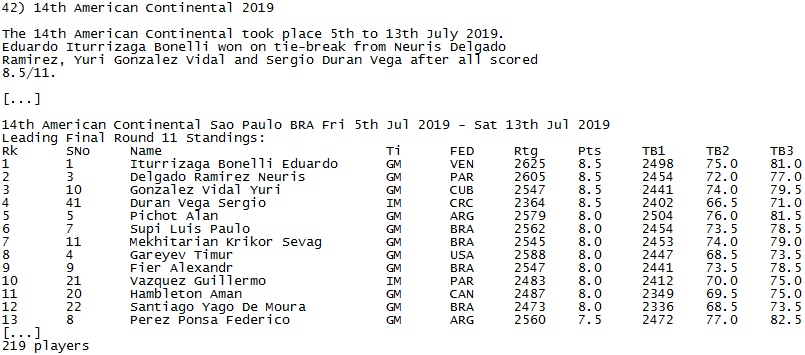 42) 14th American Continental 2019
The 14th American Continental took place 5th to 13th July 2019.
Eduardo Iturrizaga Bonelli won on tie-break from Neuris Delgado
Ramirez, Yuri Gonzalez Vidal and Sergio Duran Vega after all scored
8.5/11.
[...]
14th American Continental Sao Paulo BRA Fri 5th Jul 2019 - Sat 13th Jul 2019
Leading Final Round 11 Standings:
Rk SNo Name Ti FED Rtg Pts TB1 TB2 TB3
1 1 Iturrizaga Bonelli Eduardo GM VEN 2625 8.5 2498 75.0 81.0
2 3 Delgado Ramirez Neuris GM PAR 2605 8.5 2454 72.0 77.0
3 10 Gonzalez Vidal Yuri GM CUB 2547 8.5 2441 74.0 79.5
4 41 Duran Vega Sergio IM CRC 2364 8.5 2402 66.5 71.0
5 5 Pichot Alan GM ARG 2579 8.0 2504 76.0 81.5
6 7 Supi Luis Paulo GM BRA 2562 8.0 2454 73.5 78.5
7 11 Mekhitarian Krikor Sevag GM BRA 2545 8.0 2453 74.0 79.0
8 4 Gareyev Timur GM USA 2588 8.0 2447 68.5 73.5
9 9 Fier Alexandr GM BRA 2547 8.0 2441 73.5 78.5
10 21 Vazquez Guillermo IM PAR 2483 8.0 2412 70.0 75.0
11 20 Hambleton Aman GM CAN 2487 8.0 2349 69.5 75.0
12 22 Santiago Yago De Moura GM BRA 2473 8.0 2336 68.5 73.5
13 8 Perez Ponsa Federico GM ARG 2560 7.5 2472 77.0 82.5
[...]
219 players